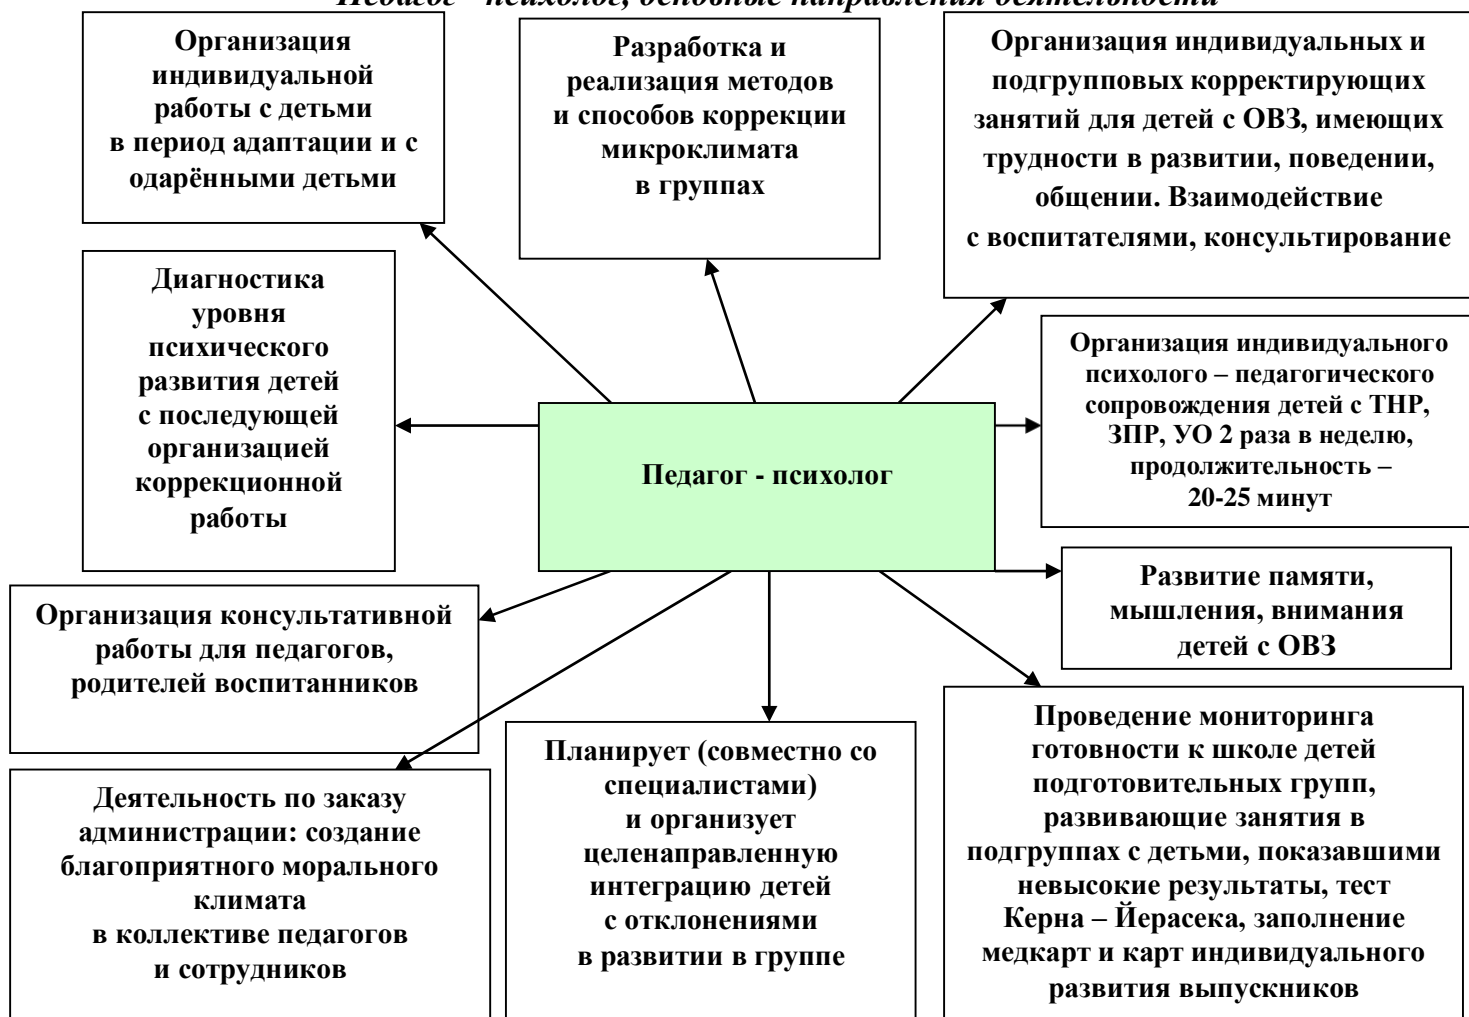 Педагог - психолог, основные направления деятельности
Организация
индивидуальной
работы с детьми
в период адаптации и с
одарёнными детьми
Разработка и
реализация методов
и способов коррекции
микроклимата
в группах
Организация индивидуальных и
подгрупповых корректирующих
занятий для детей с ОВЗ, имеющих
трудности в развитии, поведении,
общении. Взаимодействие
с воспитателями, консультирование
Диагностика
уровня
психического
развития детей
с последующей
организацией
коррекционной
работы
Организация индивидуального
психолого – педагогического
сопровождения детей с ТНР,
ЗПР, УО 2 раза в неделю,
продолжительность –
20-25 минут
Педагог - психолог
Развитие памяти,
мышления, внимания
детей с ОВЗ
Организация консультативной
работы для педагогов,
родителей воспитанников
Деятельность по заказу
администрации: создание
благоприятного морального
климата
в коллективе педагогов
и сотрудников
Планирует (совместно со
специалистами)
и организует
целенаправленную
интеграцию детей
с отклонениями
в развитии в группе
Проведение мониторинга
готовности к школе детей
подготовительных групп,
развивающие занятия в
подгруппах с детьми, показавшими
невысокие результаты, тест
Керна – Йерасека, заполнение
медкарт и карт индивидуального
развития выпускников